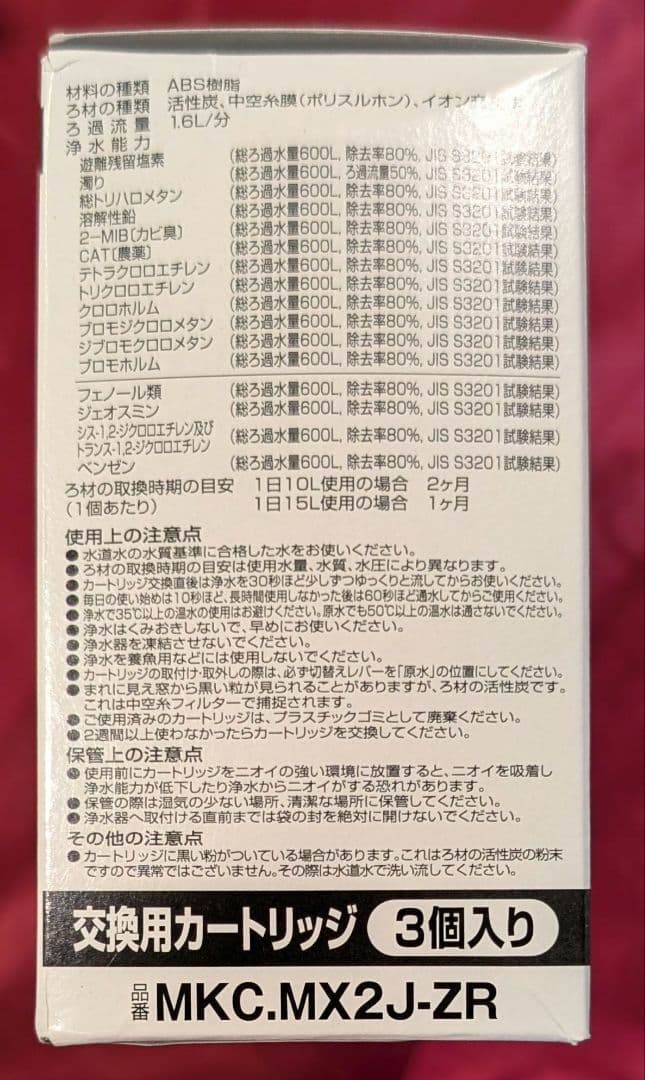 材料の種類 ABS樹脂
ろ材の種類 活性炭、中空糸膜(ポリスルホン)、イオン
ろ過流量 1.6L/分
浄水能力
遊離残留塩素 (総ろ過水量600L, 除去率80%, JIS S3201試験結果)
濁り (総ろ過水量600L, ろ過流量50%, JIS S3201試験結果)
総トリハロメタン (総ろ過水量600L, 除去率80%, JIS S3201試験結果)
溶解性鉛 (総ろ過水量600L, 除去率80%, JIS S3201試験結果)
2-MIB(カビ臭) (総ろ過水量600L, 除去率80%, JIS S3201試験結果)
CAT(農薬) (総ろ過水量600L, 除去率80%, JIS S3201試験結果)
テトラクロロエチレン (総ろ過水量600L, 除去率80%, JIS S3201試験結果)
トリクロロエチレン (総ろ過水量600L, 除去率80%, JIS S3201試験結果)
クロロホルム (総ろ過水量600L, 除去率80%, JIS S3201試験結果)
ブロモジクロロメタン (総ろ過水量600L, 除去率80%, JIS S3201試験結果)
ジブロモクロロメタン (総ろ過水量600L, 除去率80%, JIS S3201試験結果)
ブロモホルム (総ろ過水量600L, 除去率80%, JIS S3201試験結果)
フェノール類 (総ろ過水量600L, 除去率80%, JIS S3201試験結果)
ジェオスミン (総ろ過水量600L, 除去率80%, JIS S3201試験結果)
シス-1,2-ジクロロエチレン及び
トランス-1,2-ジクロロエチレン (総ろ過水量600L, 除去率80%, JIS S3201試験結果)
ベンゼン (総ろ過水量600L, 除去率80%, JIS S3201試験結果)
ろ材の取換時期の目安 1日10L使用の場合 2ヶ月
(1個あたり) 1日15L使用の場合 1ヶ月
使用上の注意点
●水道水の水質基準に合格した水をお使いください。
●ろ材の取換時期の目安は使用水量、水質、水圧により異なります。
●カートリッジ交換直後は浄水を30秒ほど少しずつゆっくりと流してからお使いください。
●毎日の使い始めは10秒ほど、長時間使用しなかった後は60秒ほど通水してからご使用ください。
●浄水で35℃以上の温水の使用はお避けください。原水でも50℃以上の温水は通さないでください。
●浄水はくみおきしないで、早めにお使いください。
●浄水器を凍結させないでください。
●浄水を養魚用などには使用しないでください。
●カートリッジの取付け・取外しの際は、必ず切替えレバーを「原水」の位置にしてください。
●まれに見え窓から黒い粒が見られることがありますが、ろ材の活性炭です。
これは中空糸フィルターで捕捉されます。
●ご使用済みのカートリッジは、プラスチックゴミとして廃棄ください。
●2週間以上使わなかったらカートリッジを交換してください。
保管上の注意点
●使用前にカートリッジをニオイの強い環境に放置すると、ニオイを吸着し
浄水能力が低下したり浄水からニオイがする恐れがあります。
●保管の際は湿気の少ない場所、清潔な場所に保管してください。
●浄水器へ取付ける直前までは袋の封を絶対に開けないでください。
その他の注意点
●カートリッジに黒い粉がついている場合があります。これはろ材の活性炭の粉末
ですので異常ではございません。その際は水道水で洗い流してください。
交換用カートリッジ 3個入り
品番 MKC.MX2J-ZR